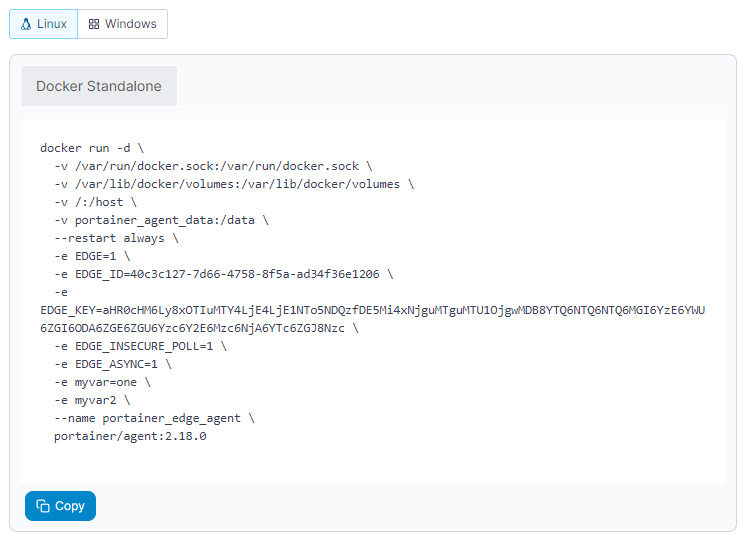 Linux
Windows
Docker Standalone
docker run -d \
-v /var/run/docker.sock:/var/run/docker.sock \
-v /var/lib/docker/volumes:/var/lib/docker/volumes \
-v /:/host \
-v portainer_agent_data:/data \
--restart always \
-e EDGE=1 \
-e EDGE_ID=40c3c127-7d66-4758-8f5a-ad34f36e1206 \
-e
EDGE_KEY=aHR0cHM6Ly8xOTIuMTY4LjE4LjE1NTo5NDQzfDE5Mi4xNjguMTguMTU1OjgwMDB8YTQ6NTQ6NTQ6MGI6YzE6YWU
6ZGI6ODA6ZGE6ZGU6Yzc6Y2E6Mzc6NjA6YTc6ZGJ8Nzc \
-e EDGE_INSECURE_POLL=1 \
-e EDGE_ASYNC=1 \
-e myvar=one \
-e myvar2 \
--name portainer_edge_agent \
portainer/agent:2.18.0
Copy